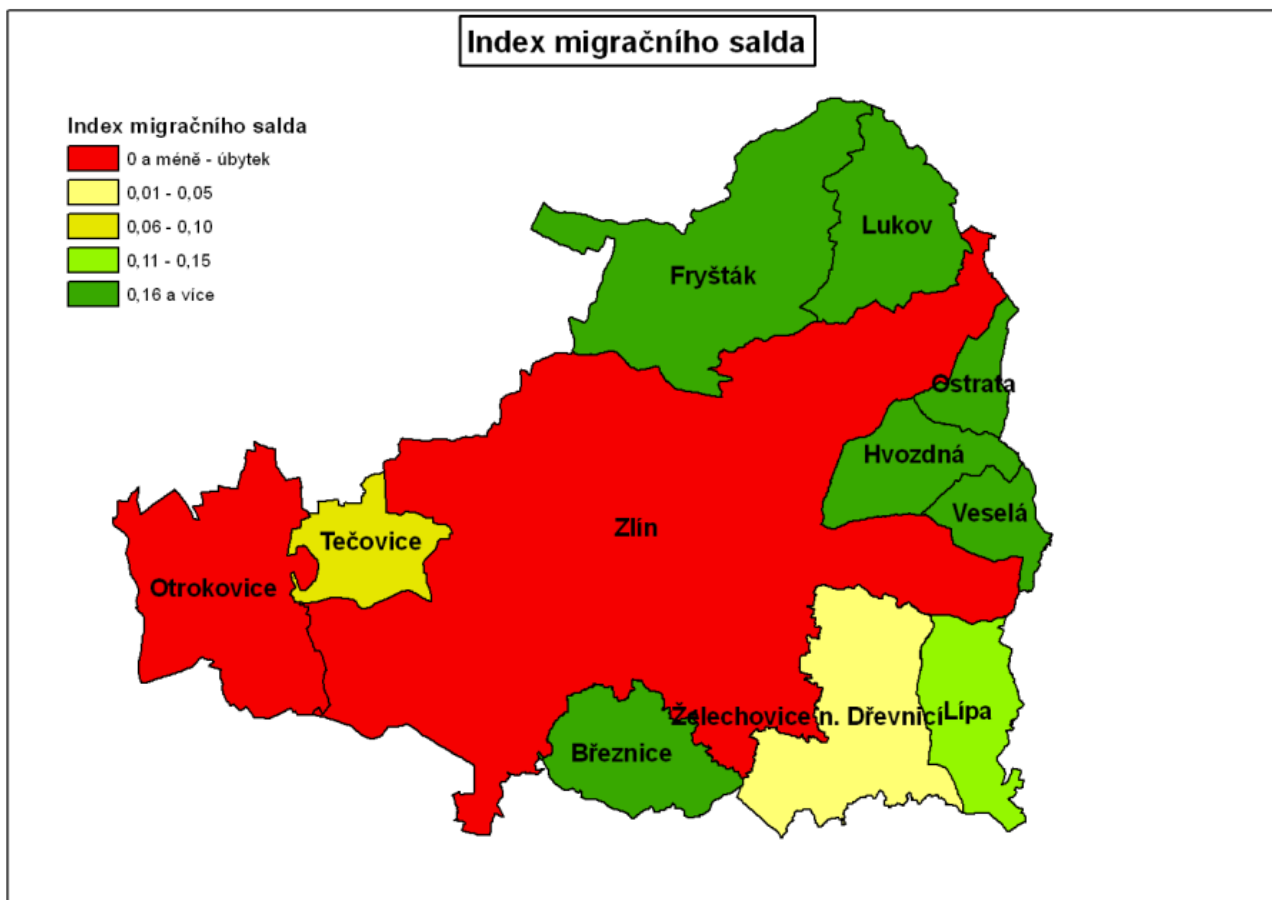 Index migračního salda
Index migračního salda
0 a méně - úbytek
0,01 - 0,05
0,06 - 0,10
0,11 - 0,15
0,16 a více
Lukov
Fryšták
Ostrata
Hvozdná
Veselá
Zlín
Tečovice
Otrokovice
Želechovice n. Dřevnicí
Lípa
Březnice